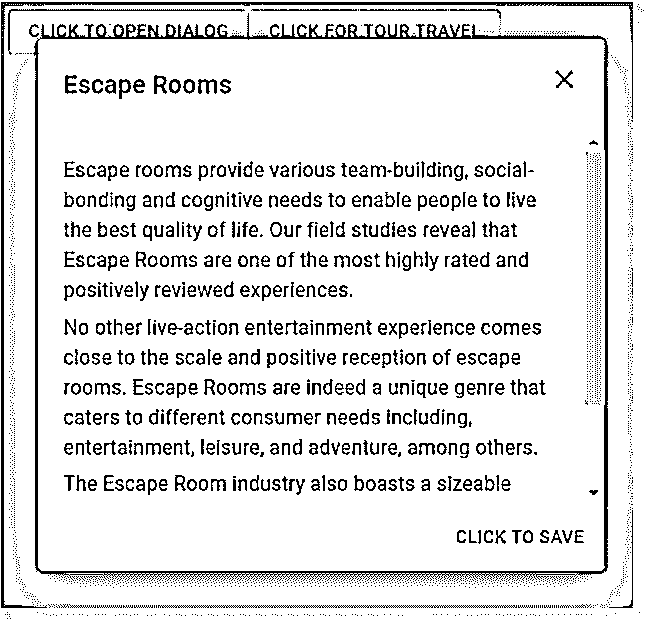 CLICK TO OPEN DIALOG CLICK FOR TOUR TRAVEL
Escape Rooms
Escape rooms provide various team-building, social-
bonding and cognitive needs to enable people to live
the best quality of life. Our field studies reveal that
Escape Rooms are one of the most highly rated and
positively reviewed experiences.
No other live-action entertainment experience comes
close to the scale and positive reception of escape
rooms. Escape Rooms are indeed a unique genre that
caters to different consumer needs including,
entertainment, leisure, and adventure, among others.
The Escape Room industry also boasts a sizeable
CLICK TO SAVE